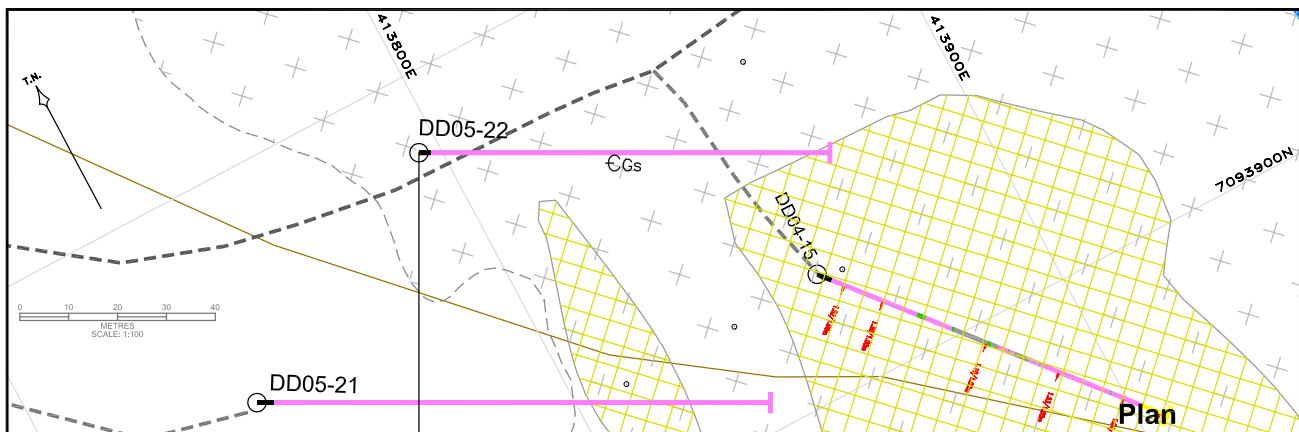 413800E
413900E
T.N.
DD05-22
CGs
7093900N
DD04-15
0 10 20 30 40
METRES
SCALE: 1:100
DD05-21
Plan